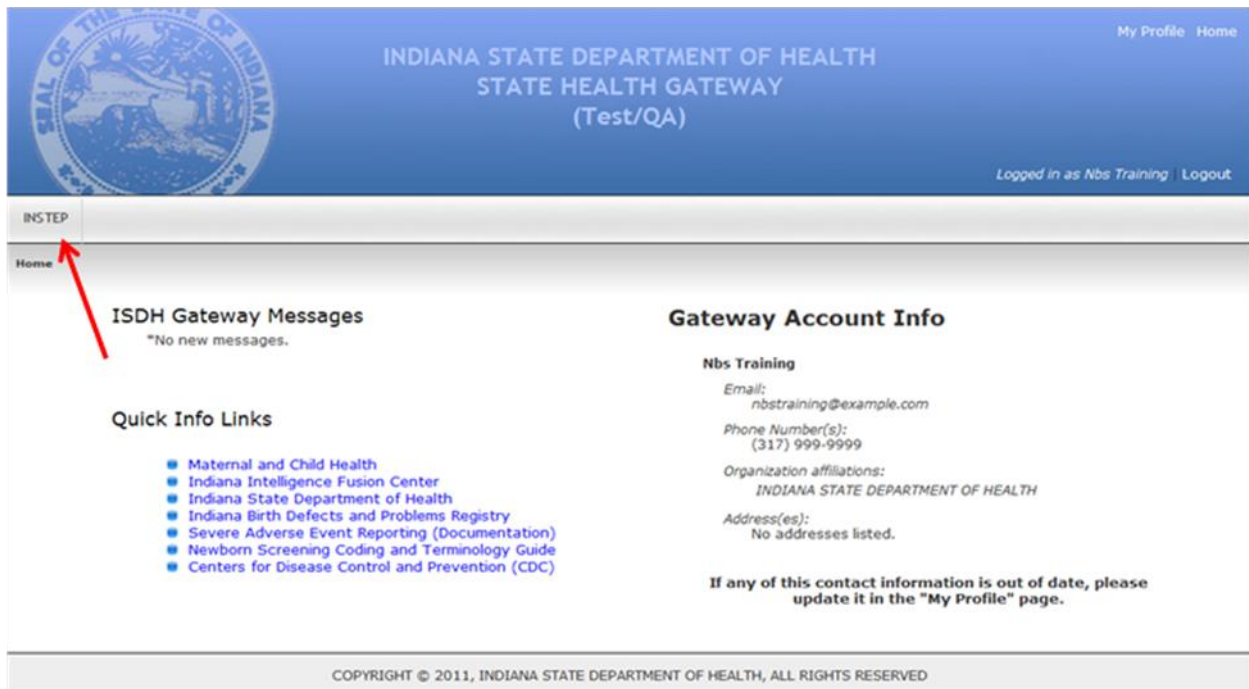 SEAL OF THE STATE OF INDIANA
My Profile Home
INDIANA STATE DEPARTMENT OF HEALTH
STATE HEALTH GATEWAY
(Test/QA)
Logged in as Nbs Training | Logout
INSTEP
Home
ISDH Gateway Messages
"No new messages.
Quick Info Links
Maternal and Child Health
Indiana Intelligence Fusion Center
Indiana State Department of Health
Indiana Birth Defects and Problems Registry
Severe Adverse Event Reporting (Documentation)
Newborn Screening Coding and Terminology Guide
Centers for Disease Control and Prevention (CDC)
Gateway Account Info
Nbs Training
Email:
nbstraining@example.com
Phone Number(s):
(317) 999-9999
Organization affiliations:
INDIANA STATE DEPARTMENT OF HEALTH
Address(es):
No addresses listed.
If any of this contact information is out of date, please
update it in the "My Profile" page.
COPYRIGHT © 2011, INDIANA STATE DEPARTMENT OF HEALTH, ALL RIGHTS RESERVED